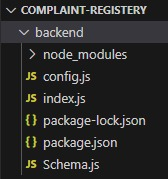 COMPLAINT-REGISTERY
backend
node_modules
JS config.js
JS index.js
{} package-lock.json
{} package.json
JS Schema.js